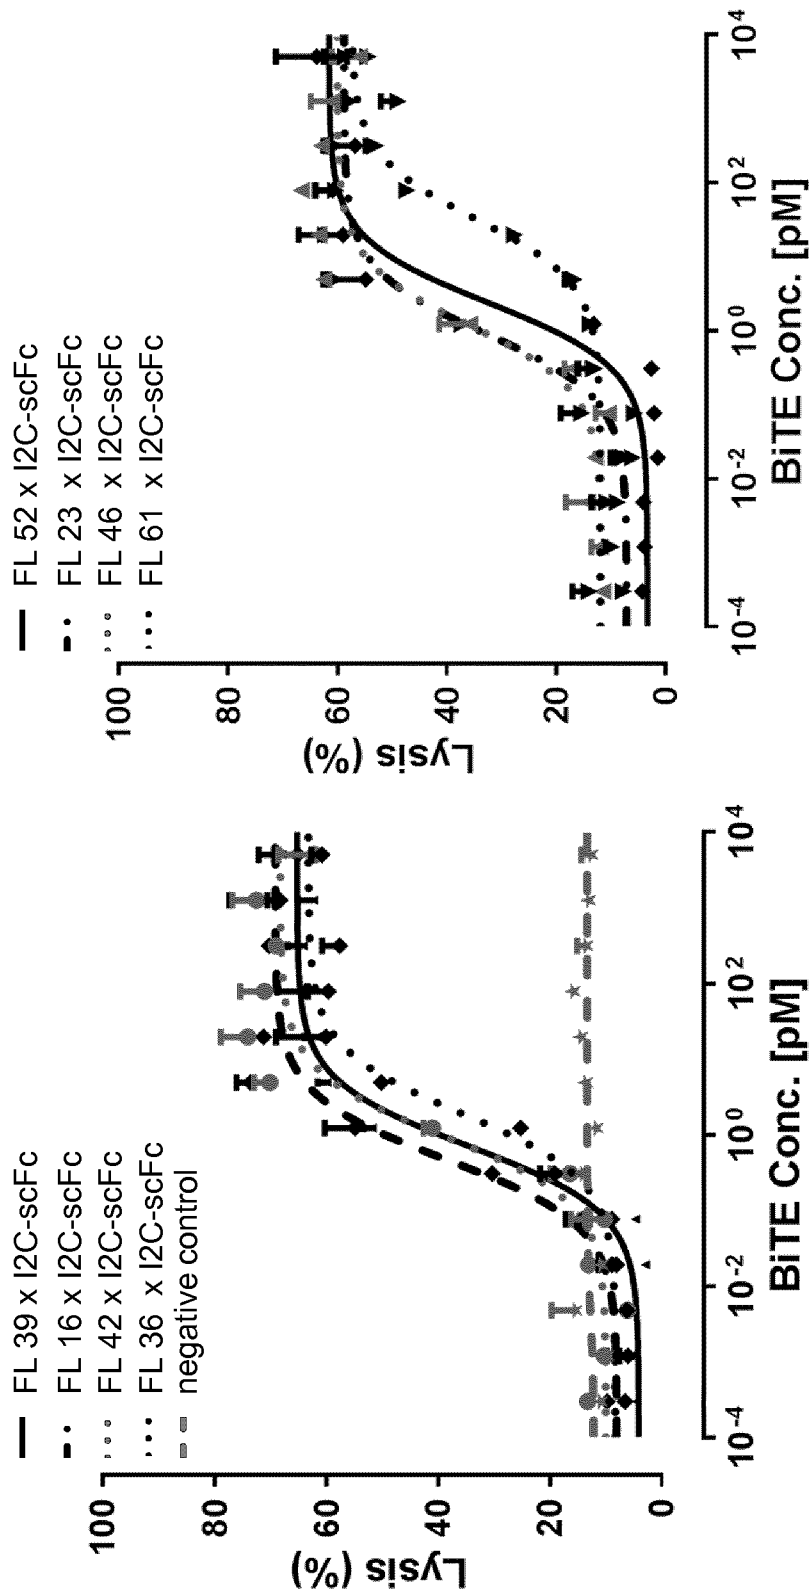 FL 39 x I2C-scFc
FL 16 x I2C-scFc
FL 42 x I2C-scFc
FL 36 x I2C-scFc
negative control
100
80
60
40
20
0
Lysis (%)
10-4
10-2
100
102
104
BiTE Conc. [pM]
FL 52 x I2C-scFc
FL 23 x I2C-scFc
FL 46 x I2C-scFc
FL 61 x I2C-scFc
100
80
60
40
20
0
Lysis (%)
10-4
10-2
100
102
104
BiTE Conc. [pM]